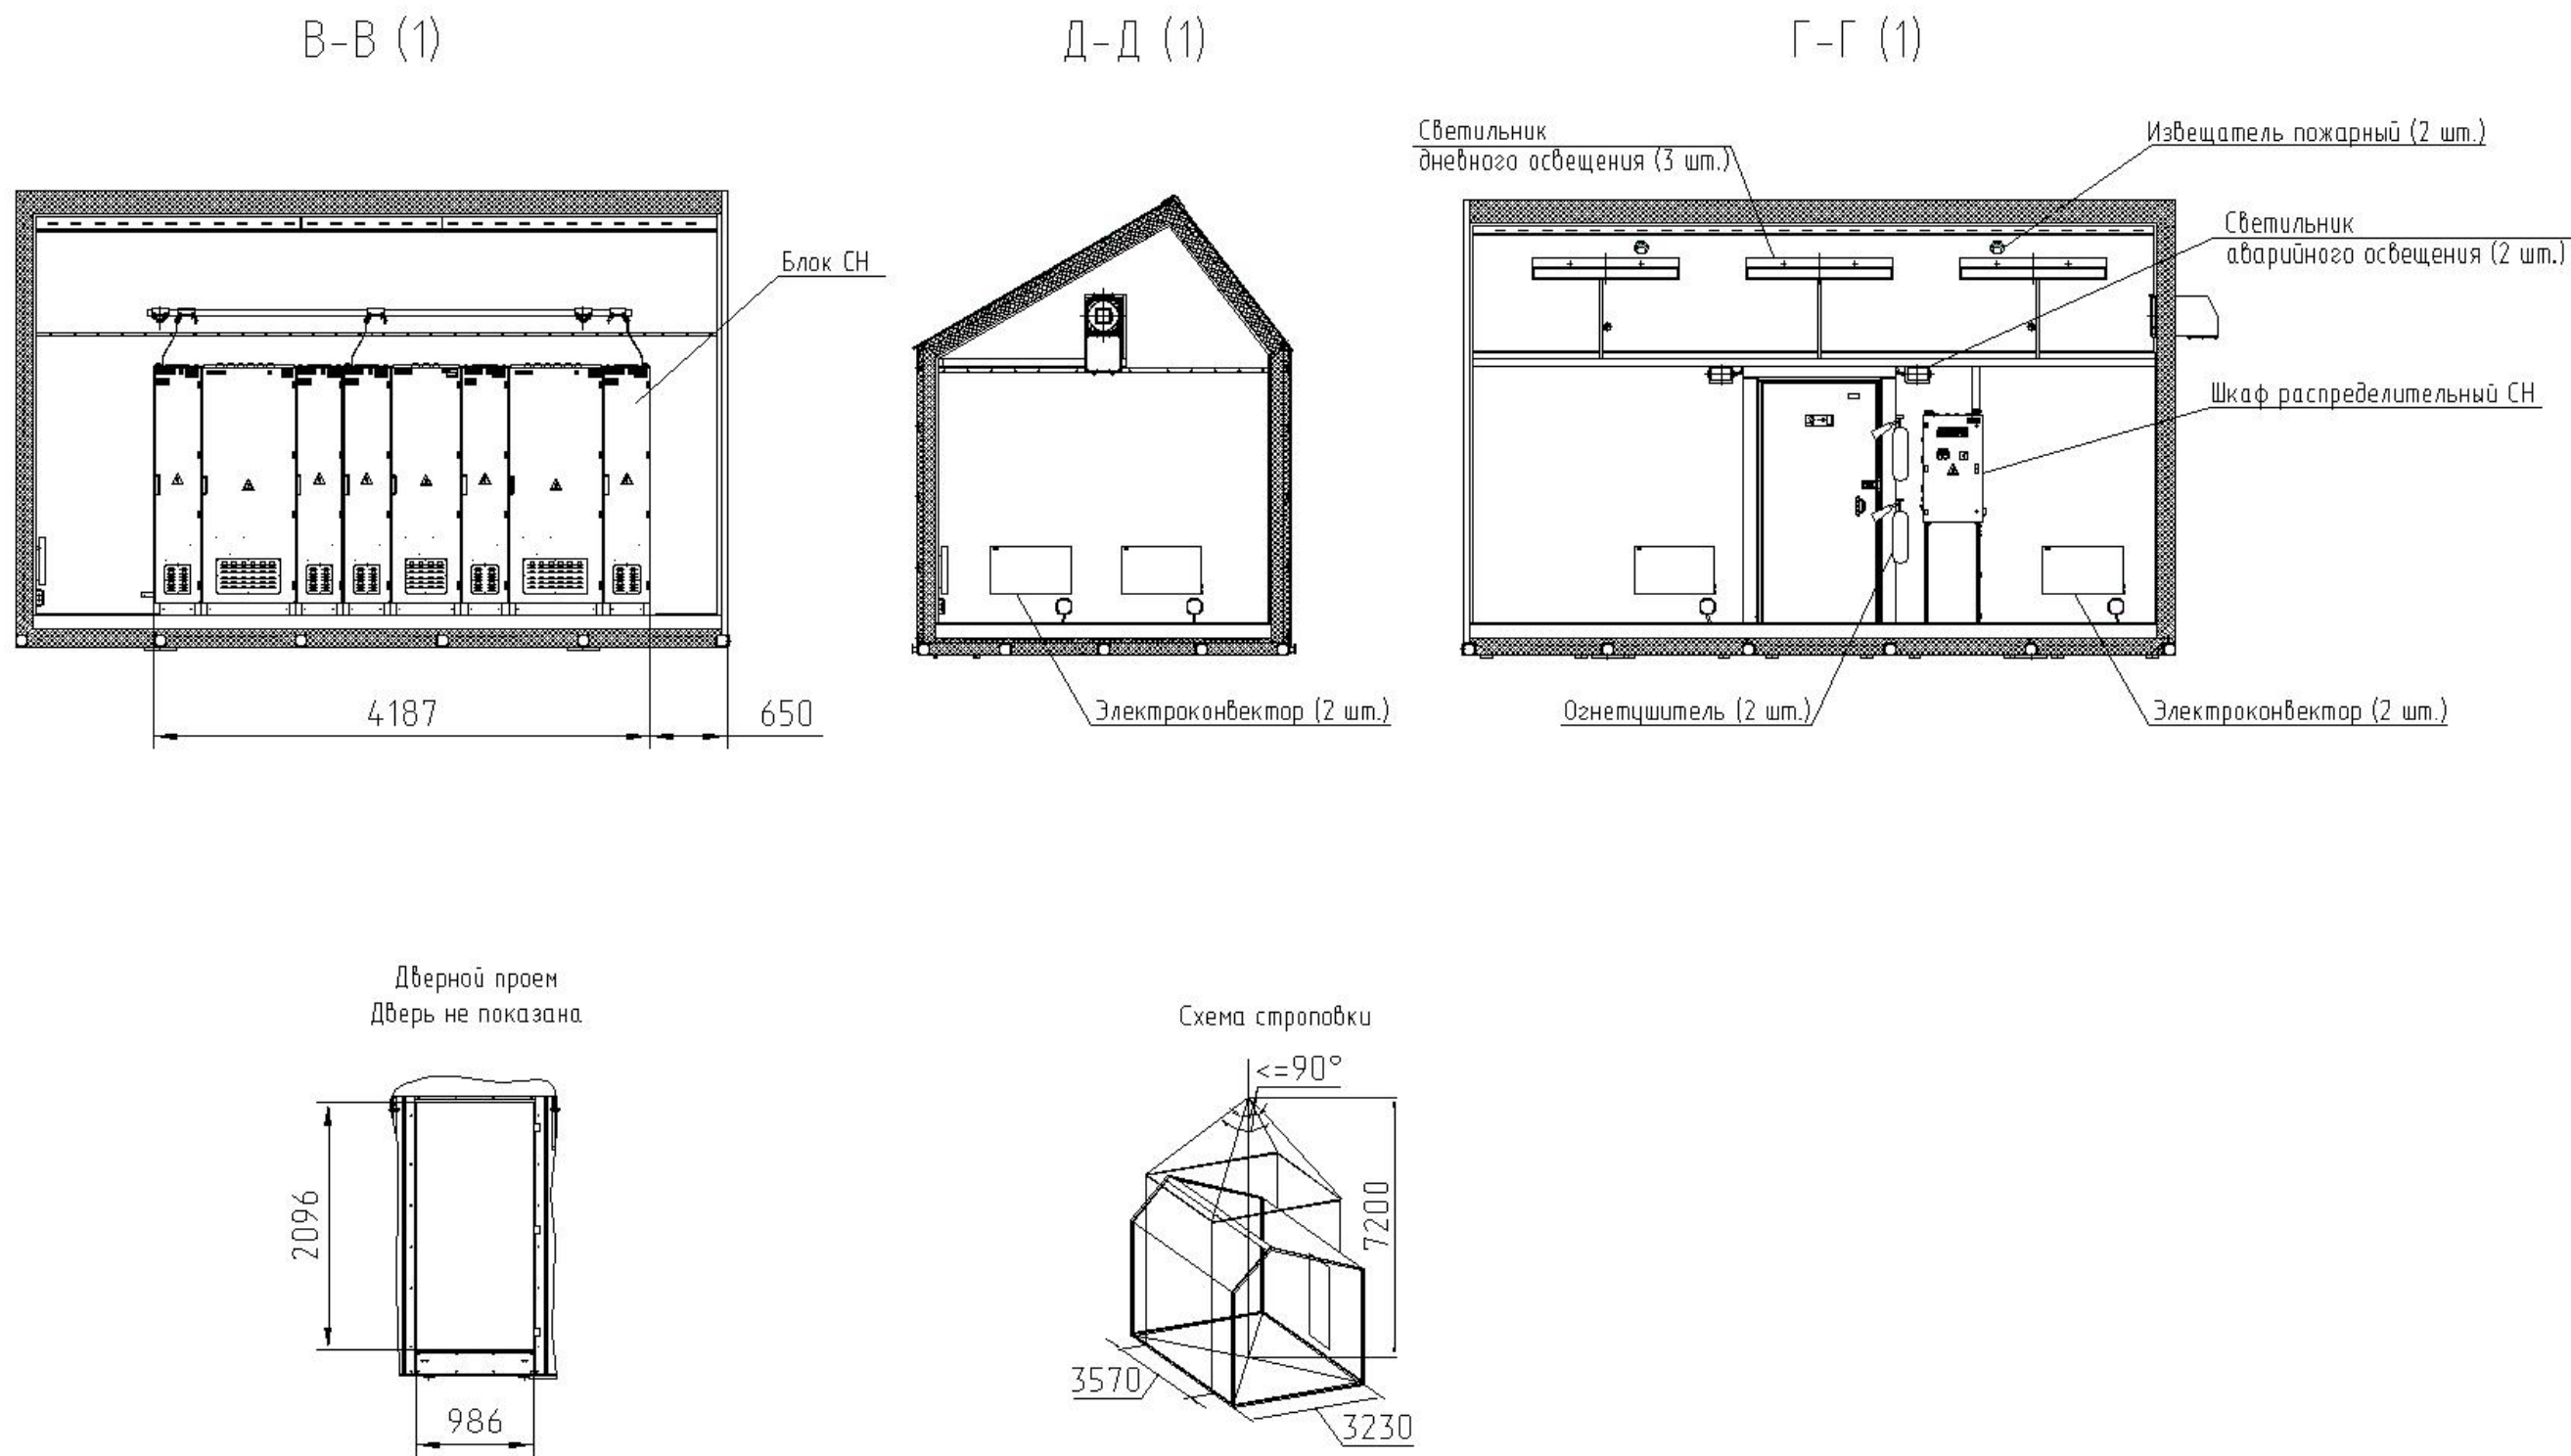 В-В (1)
Д-Д (1)
Г-Г (1)
Светильник
дневного освещения (3 шт.)
Извещатель пожарный (2 шт.)
Светильник
аварийного освещения (2 шт.)
Блок СН
Шкаф распределительный СН
4187
650
Электроконвектор (2 шт.)
Огнетушитель (2 шт.)
Электроконвектор (2 шт.)
Дверной проем
Дверь не показана
2096
986
Схема строповки
<=90°
7200
3570
3230